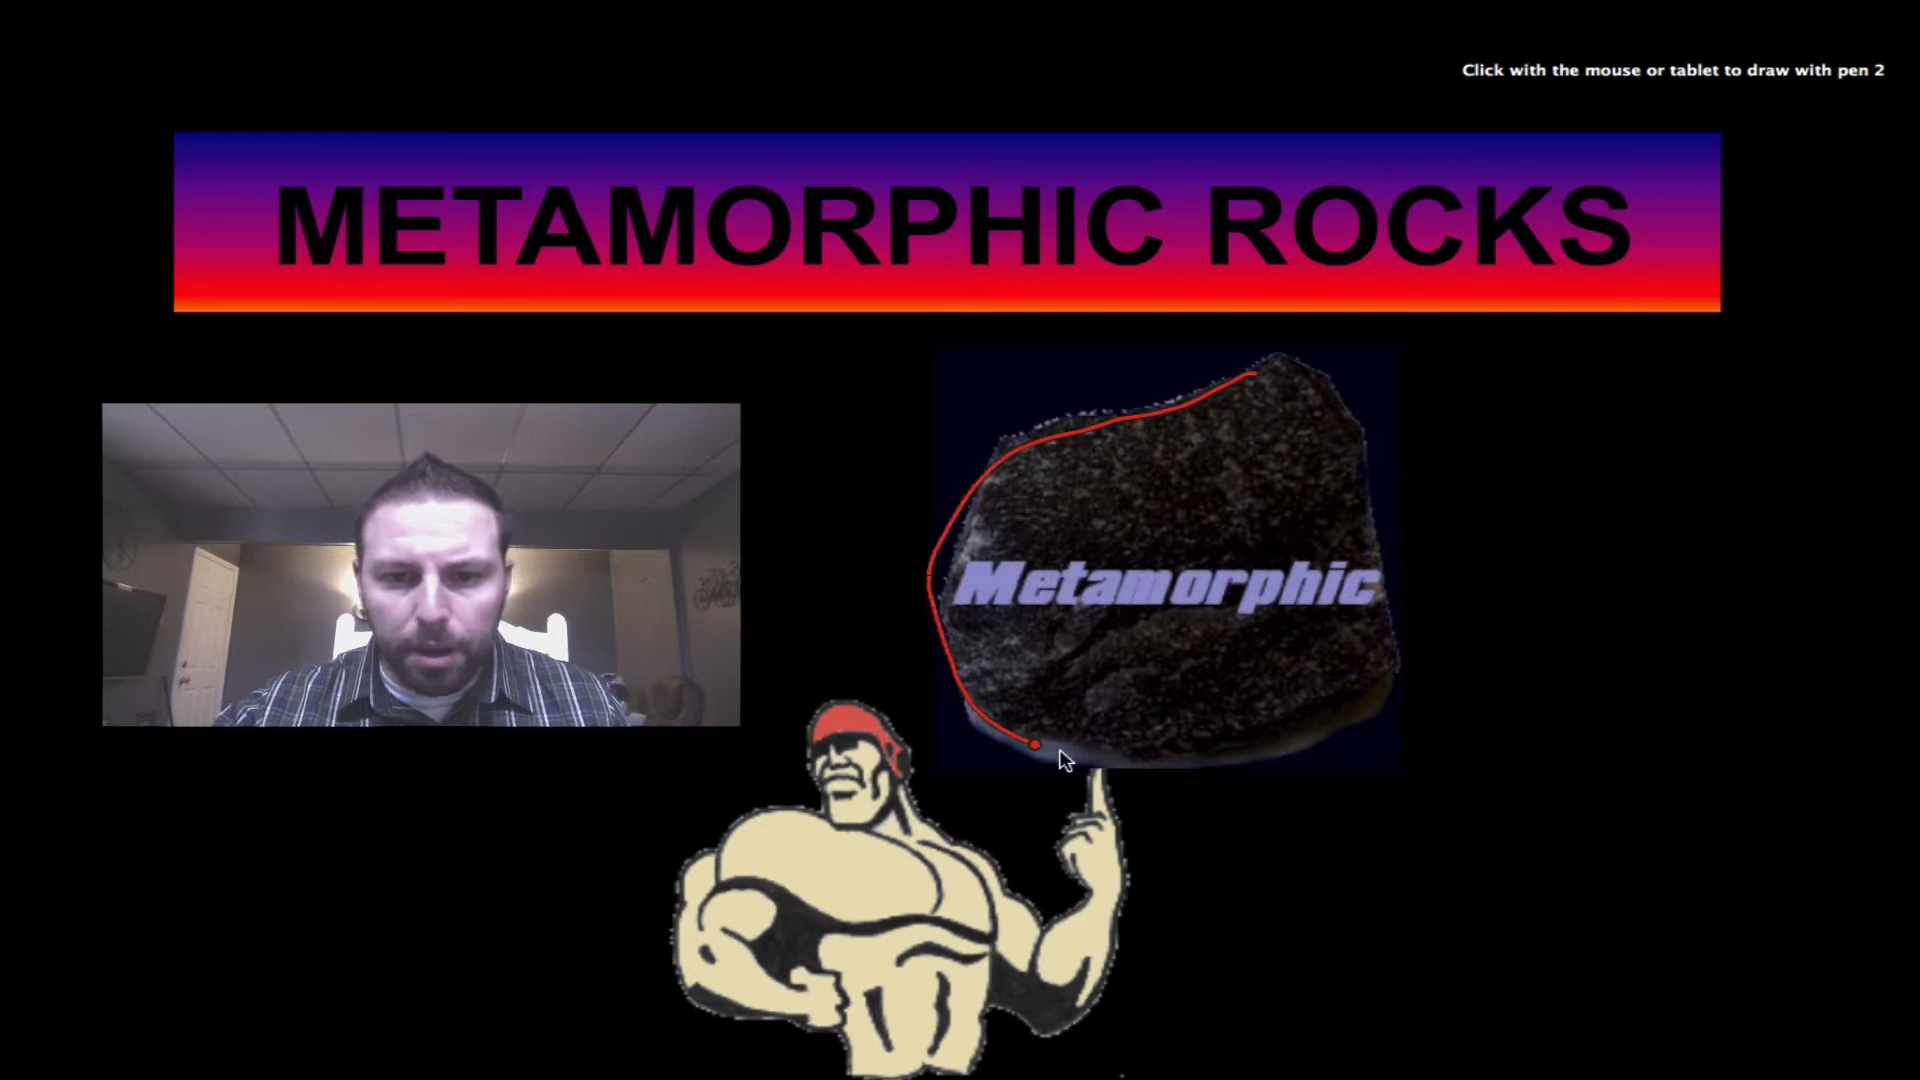 Click with the mouse or tablet to draw with pen 2
METAMORPHIC ROCKS
Metamorphic